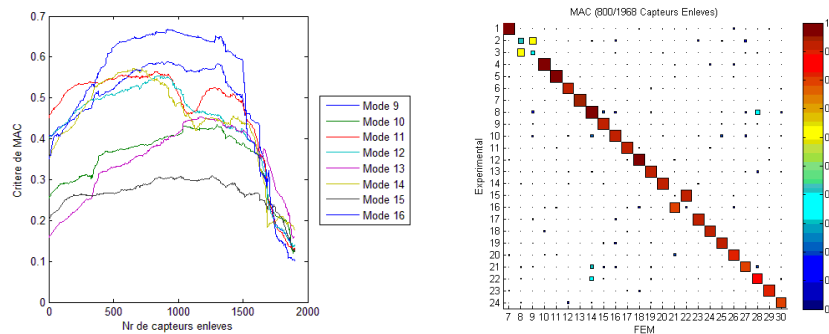 MAC (800/1968 Capteurs Enleves)
Critere de MAC
0.7
0.6
0.5
0.4
0.3
0.2
0.1
0
0 500 1000 1500 2000
Nr de capteurs enleves
Mode 9
Mode 10
Mode 11
Mode 12
Mode 13
Mode 14
Mode 15
Mode 16
Experimental
1
2
3
4
5
6
7
8
9
10
11
12
13
14
15
16
17
18
19
20
21
22
23
24
7 8 9 10 11 12 13 14 15 16 17 18 19 20 21 22 23 24 25 26 27 28 29 30
FEM